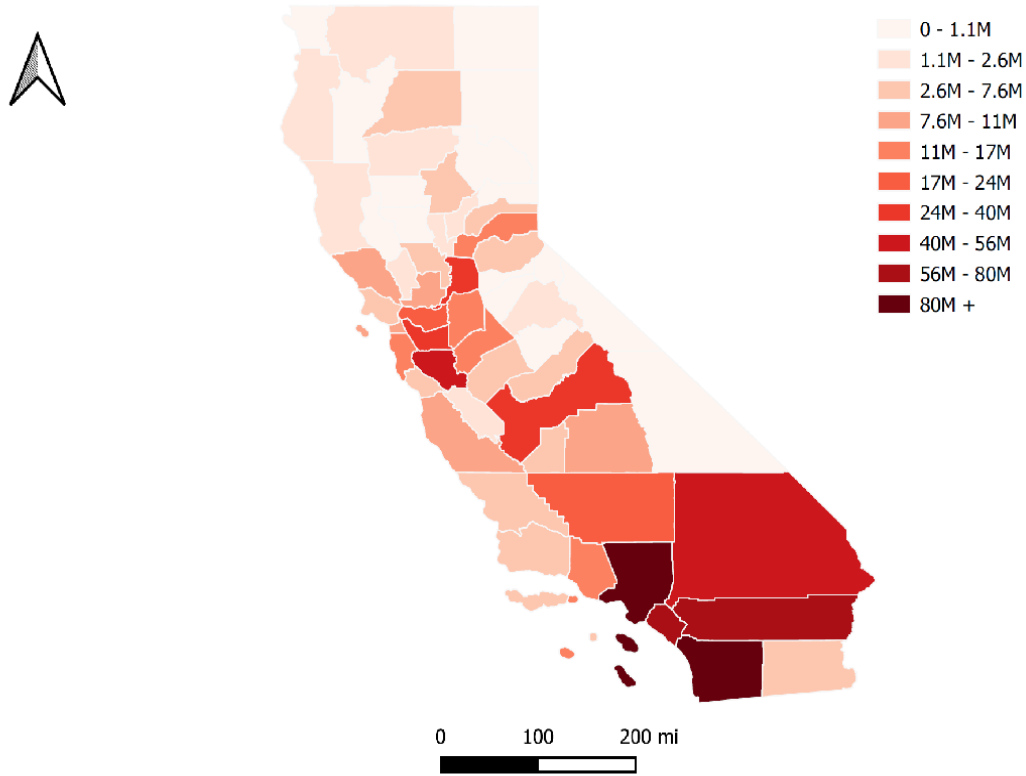 0 - 1.1M
1.1M - 2.6M
2.6M - 7.6M
7.6M - 11M
11M - 17M
17M - 24M
24M - 40M
40M - 56M
56M - 80M
80M +
0 100 200 mi